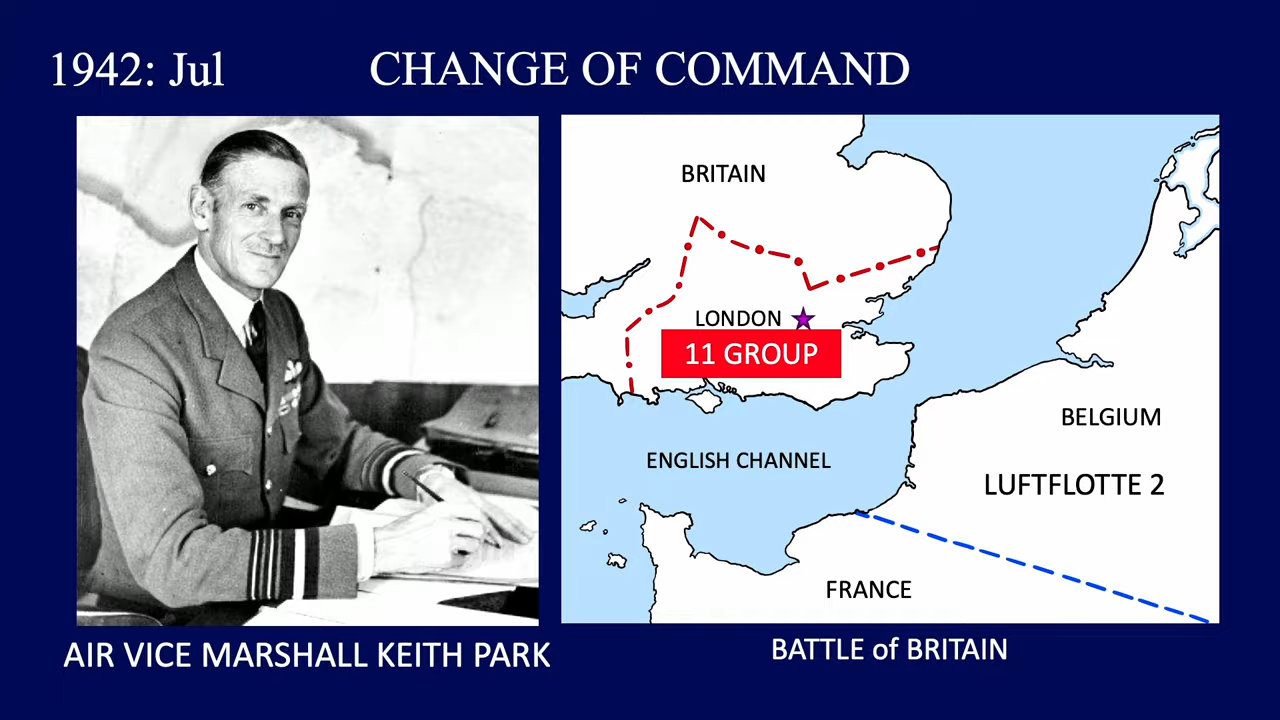 1942: Jul
CHANGE OF COMMAND
BRITAIN
LONDON
11 GROUP
ENGLISH CHANNEL
BELGIUM
LUFTFLOTTE 2
FRANCE
AIR VICE MARSHALL KEITH PARK
BATTLE of BRITAIN